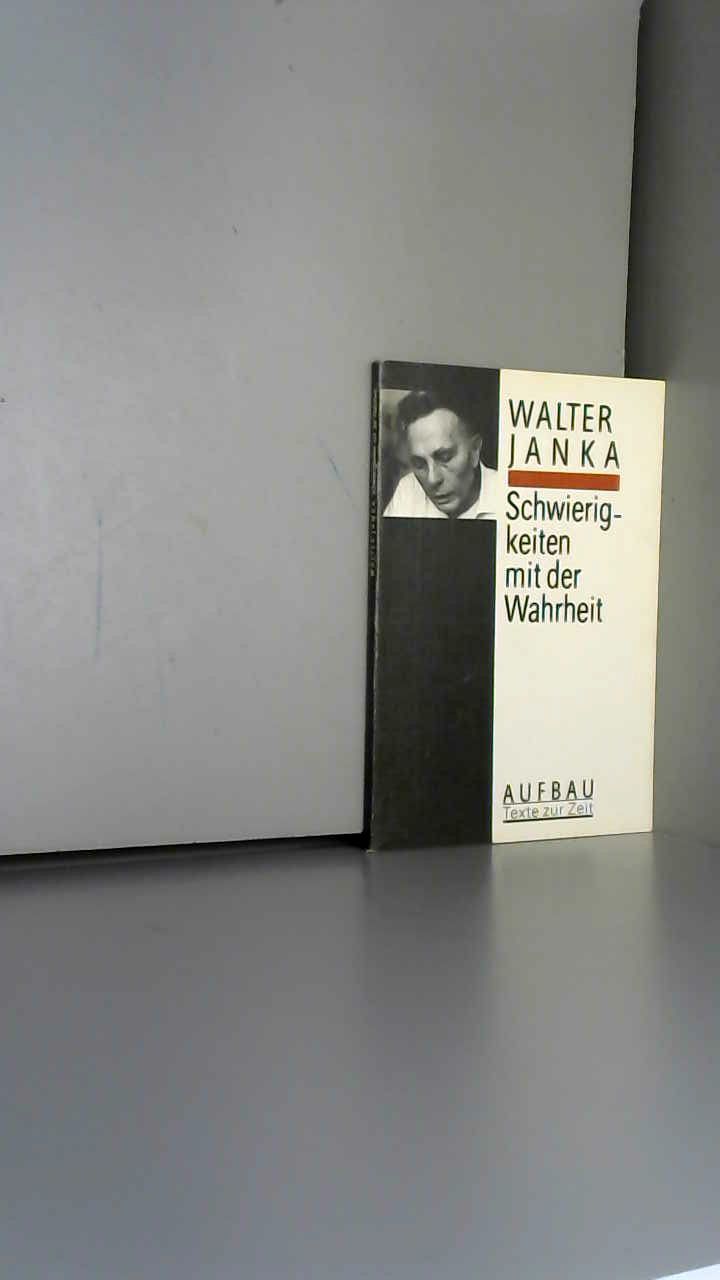 WALTER
JANKA
Schwierig-
keiten
mit der
Wahrheit
AUFBAU
Texte zur Zeit